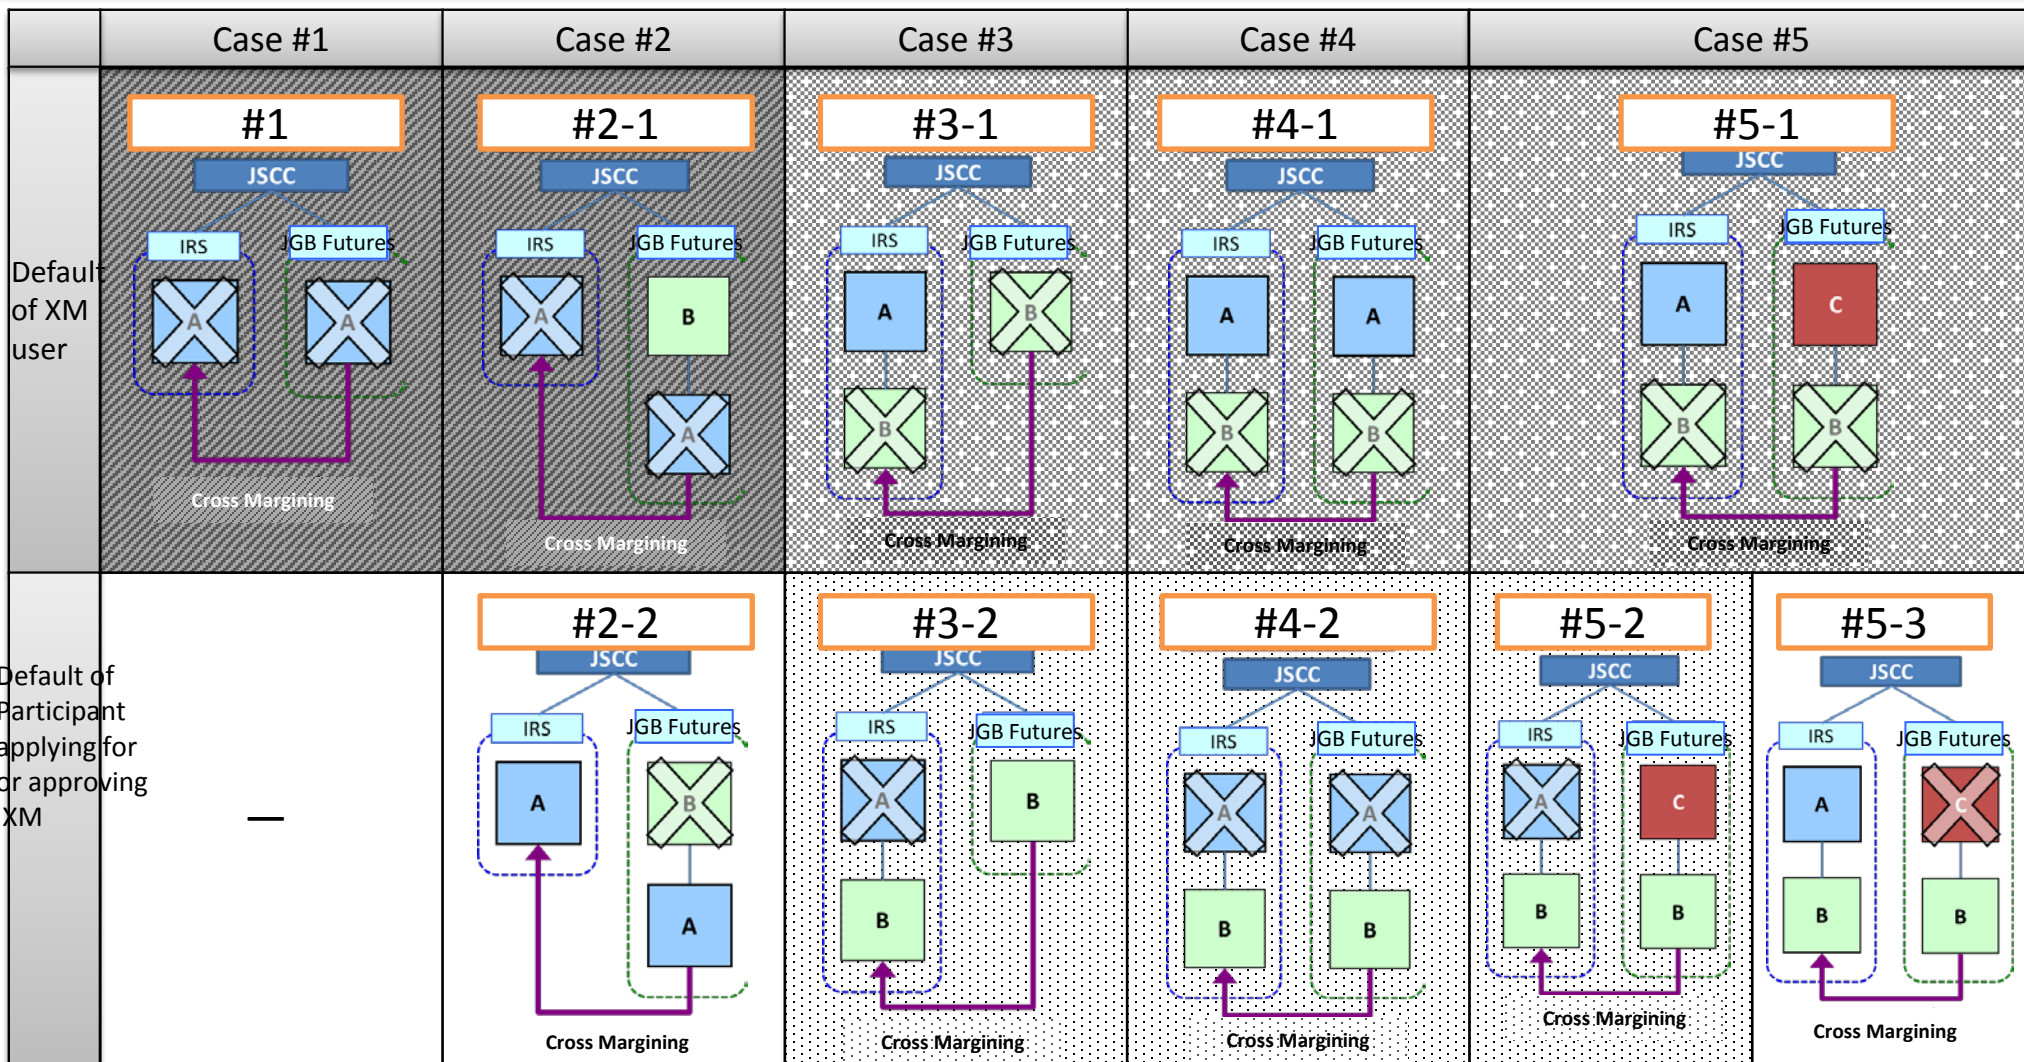 Case #1
Case #2
Case #3
Case #4
Case #5
Default
of XM
user
#1
JSCC
IRS
JGB Futures
A
A
Cross Margining
#2-1
JSCC
IRS
JGB Futures
A
B
A
Cross Margining
#3-1
JSCC
IRS
JGB Futures
A
B
B
Cross Margining
#4-1
JSCC
IRS
JGB Futures
A
A
B
B
Cross Margining
#5-1
JSCC
IRS
JGB Futures
A
C
B
B
Cross Margining
Default of
Participant
applying for
or approving
XM
—
#2-2
JSCC
IRS
JGB Futures
A
B
A
Cross Margining
#3-2
JSCC
IRS
JGB Futures
A
B
B
Cross Margining
#4-2
JSCC
IRS
JGB Futures
A
A
B
B
Cross Margining
#5-2
JSCC
IRS
JGB Futures
A
C
B
B
Cross Margining
#5-3
JSCC
IRS
JGB Futures
A
C
B
B
Cross Margining